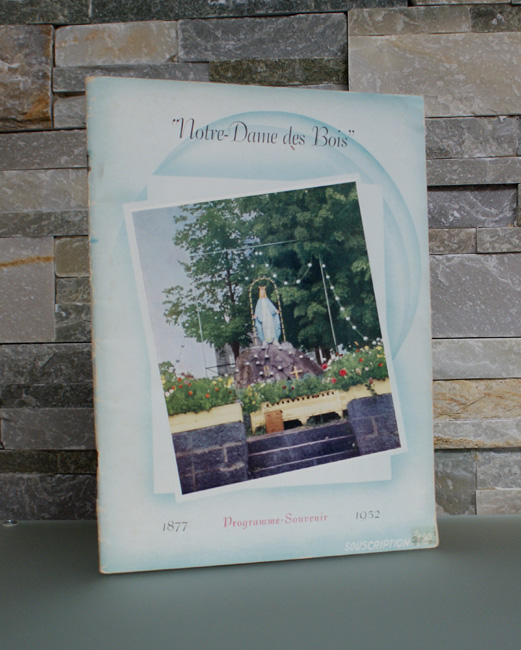 "Notre-Dame des Bois"
1877 Programme-Souvenir 1952
SOUSCRIPTION